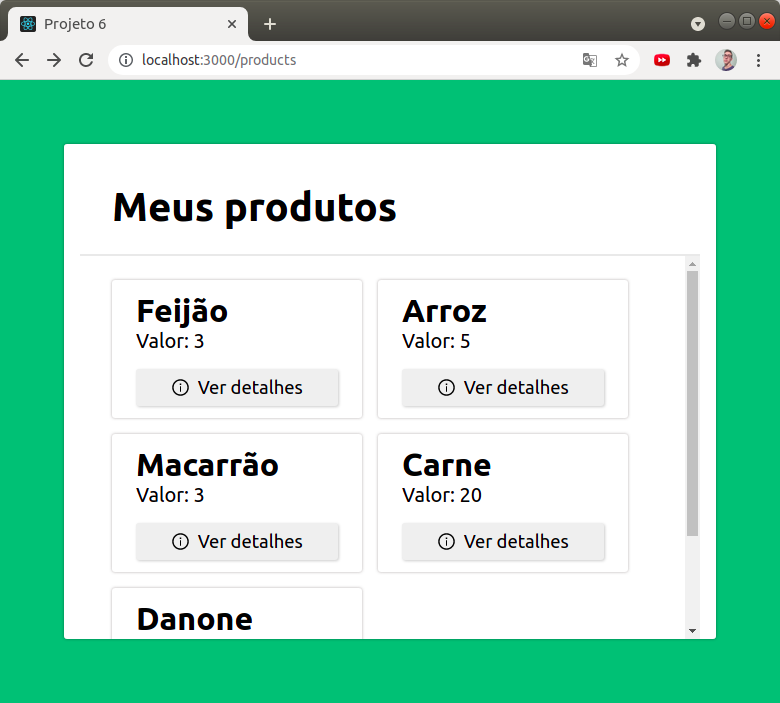 Projeto 6
localhost:3000/products
Meus produtos
Feijão
Valor: 3
Ver detalhes
Arroz
Valor: 5
Ver detalhes
Macarrão
Valor: 3
Ver detalhes
Carne
Valor: 20
Ver detalhes
Danone